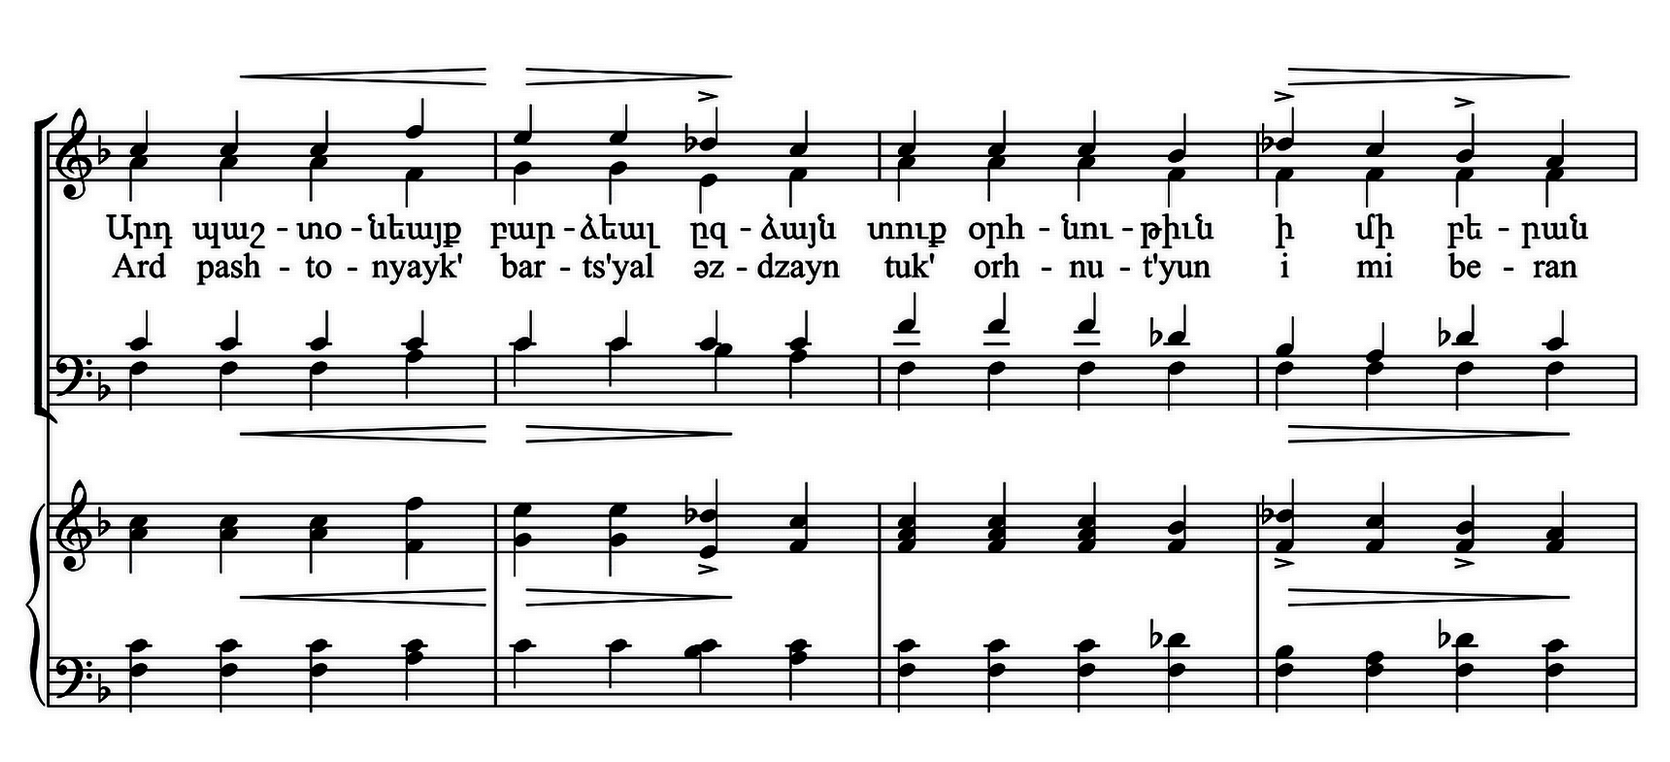 Արդ պաշ - տօ - նեայք բար - ձեալ ըզ - ձայն տուք օրհ - նու - թիւն ի մի բե - րան
Ard pash - to - nyayk' bar - ts'yal əz - dzayn tuk' orh - nu - t'yun i mi be - ran